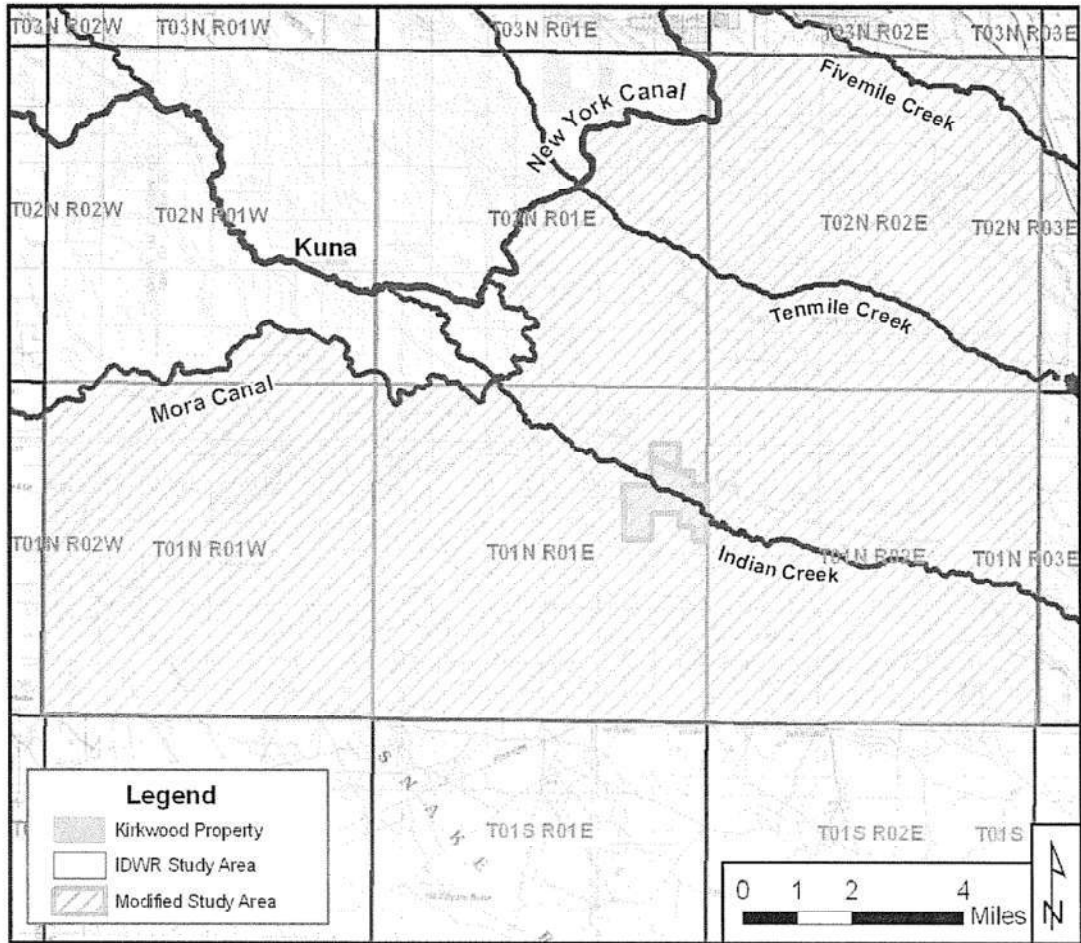 T03N R02W
T03N R01W
T03N R01E
T03N R02E
T03N R03E
Fivemile Creek
New York Canal
T02N R02W
T02N R01W
T02N R01E
T02N R02E
T02N R03E
Kuna
Tenmile Creek
Mora Canal
T01N R02W
T01N R01W
T01N R01E
T01N R02E
T01N R03E
Indian Creek
S N A K E
T01S R01E
T01S R02E
T01S
Legend
Kirkwood Property
IDWR Study Area
Modified Study Area
0 1 2 4
Miles
N